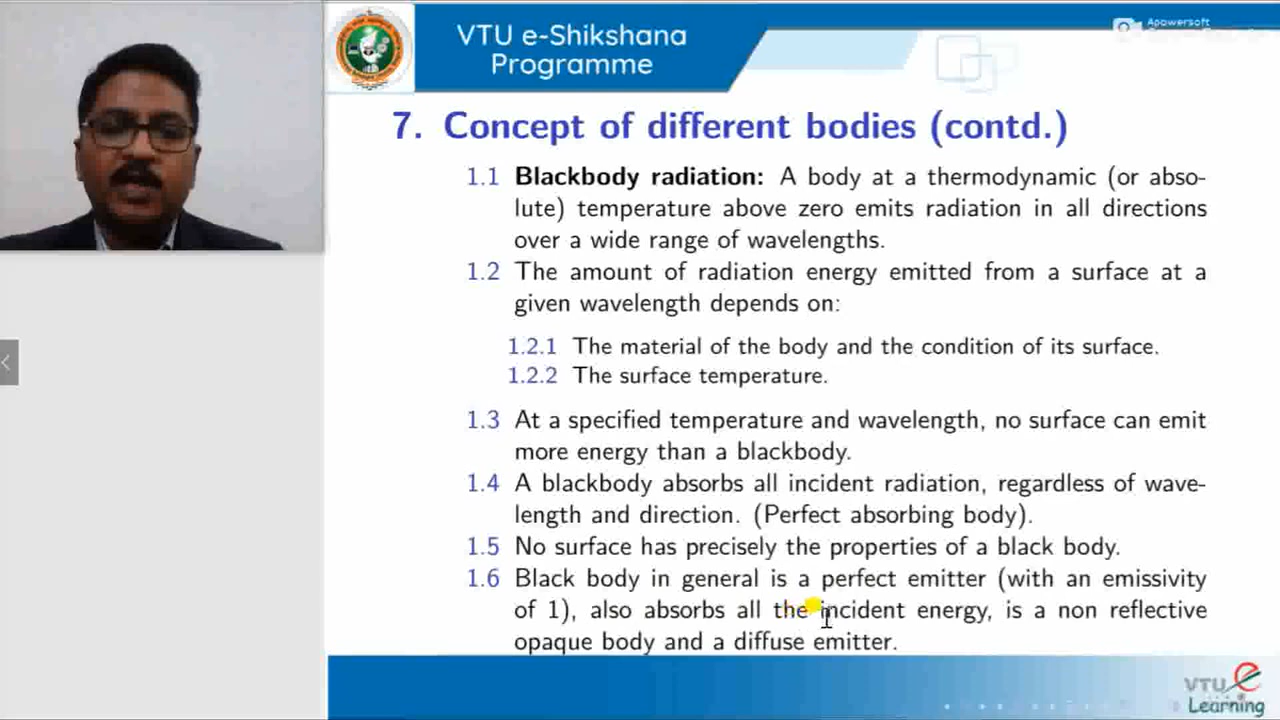 VTU e-Shikshana
Programme
Apowersoft
7. Concept of different bodies (contd.)
1.1 Blackbody radiation: A body at a thermodynamic (or abso-
lute) temperature above zero emits radiation in all directions
over a wide range of wavelengths.
1.2 The amount of radiation energy emitted from a surface at a
given wavelength depends on:
1.2.1 The material of the body and the condition of its surface.
1.2.2 The surface temperature.
1.3 At a specified temperature and wavelength, no surface can emit
more energy than a blackbody.
1.4 A blackbody absorbs all incident radiation, regardless of wave-
length and direction. (Perfect absorbing body).
1.5 No surface has precisely the properties of a black body.
1.6 Black body in general is a perfect emitter (with an emissivity
of 1), also absorbs all the incident energy, is a non reflective
opaque body and a diffuse emitter.
VTU e
Learning